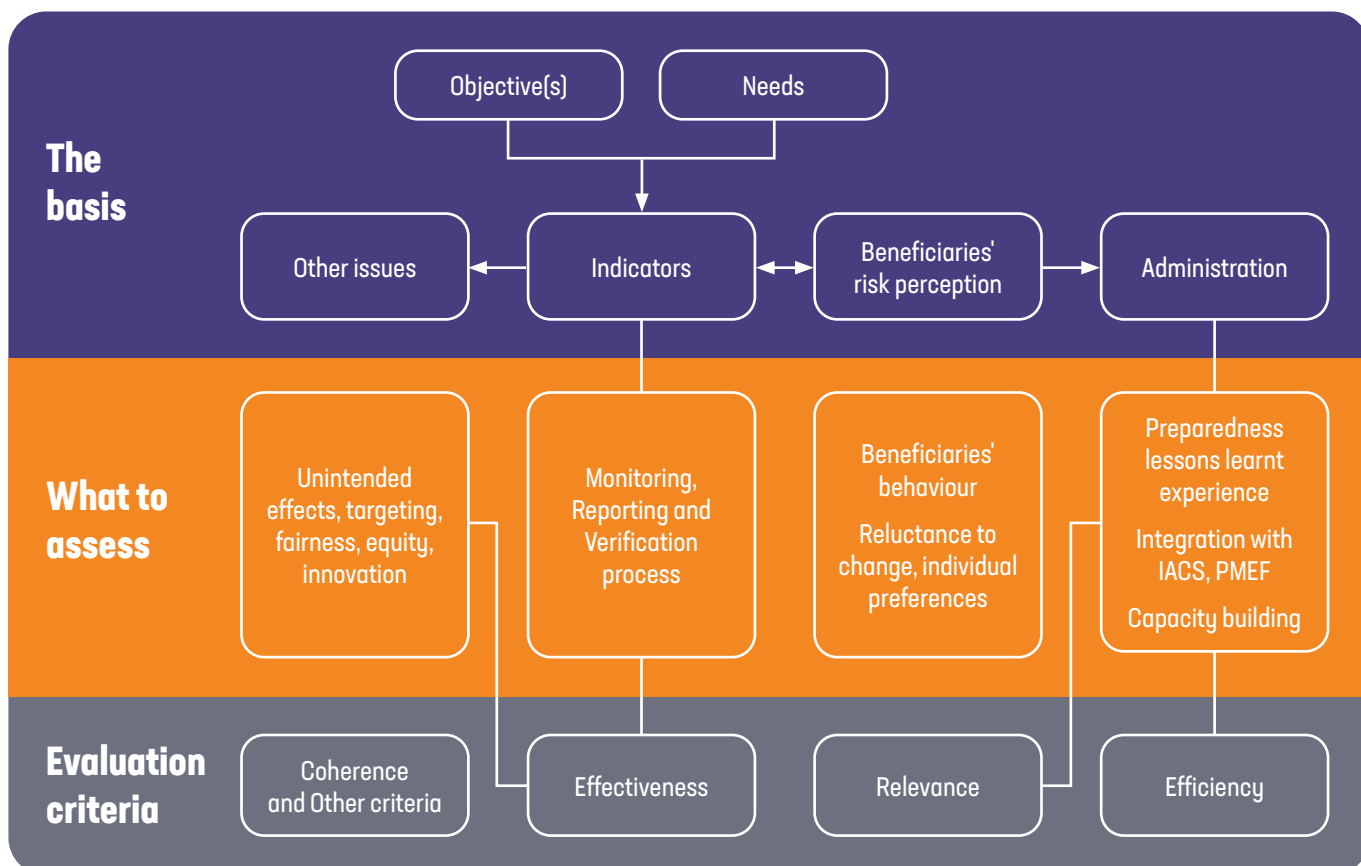 The
basis
Objective(s)
Needs
Other issues
Indicators
Beneficiaries'
risk perception
Administration
What to
assess
Unintended
effects, targeting,
fairness, equity,
innovation
Monitoring,
Reporting and
Verification
process
Beneficiaries'
behaviour
Reluctance to
change, individual
preferences
Preparedness
lessons learnt
experience
Integration with
IACS, PMEF
Capacity building
Evaluation
criteria
Coherence
and Other criteria
Effectiveness
Relevance
Efficiency